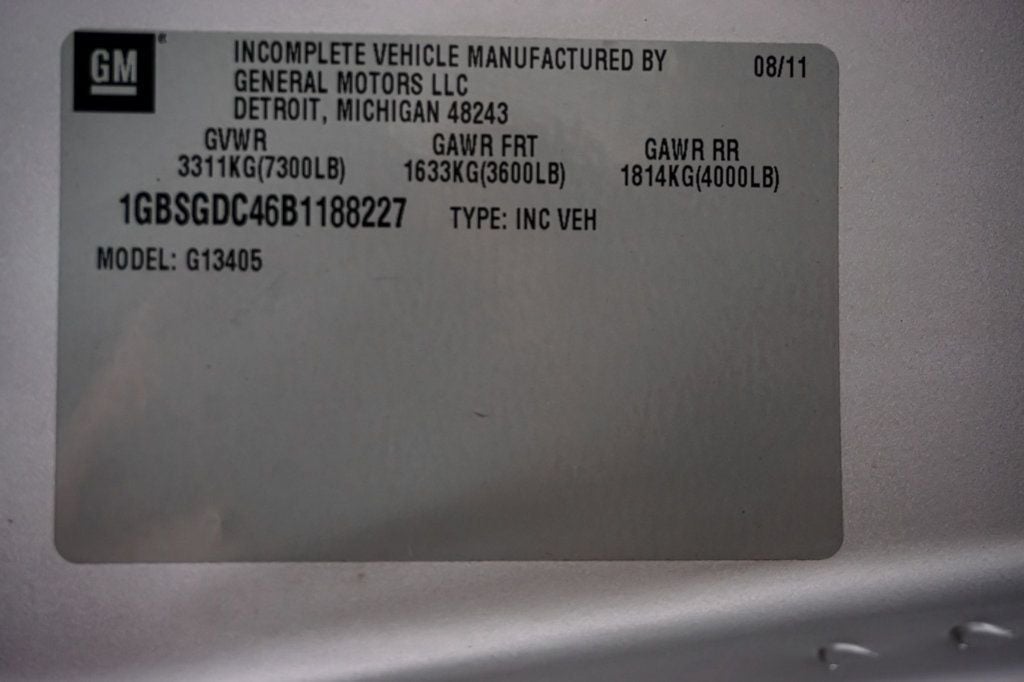 GM®
INCOMPLETE VEHICLE MANUFACTURED BY
08/11
GENERAL MOTORS LLC
DETROIT, MICHIGAN 48243
GVWR GAWR FRT GAWR RR
3311KG(7300LB) 1633KG(3600LB) 1814KG(4000LB)
1GBSGDC46B1188227 TYPE: INC VEH
MODEL: G13405